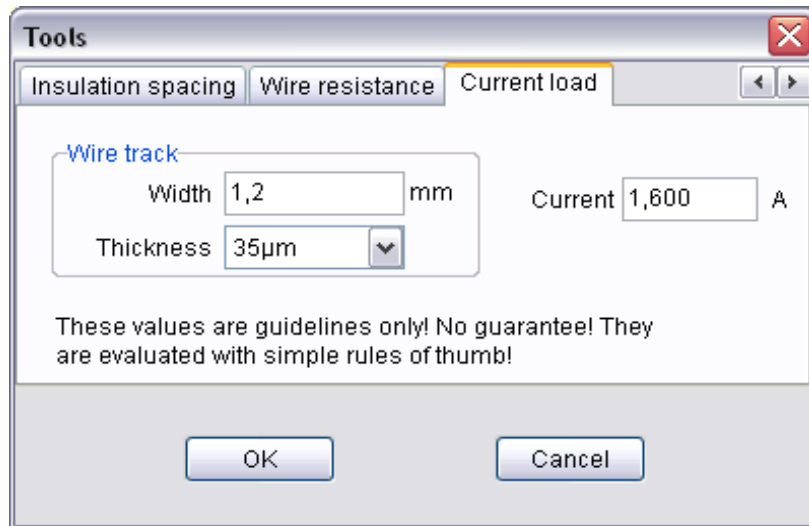 Tools
Insulation spacing Wire resistance Current load
Wire track
Width 1,2 mm Current 1,600 A
Thickness 35µm
These values are guidelines only! No guarantee! They
are evaluated with simple rules of thumb!
OK Cancel